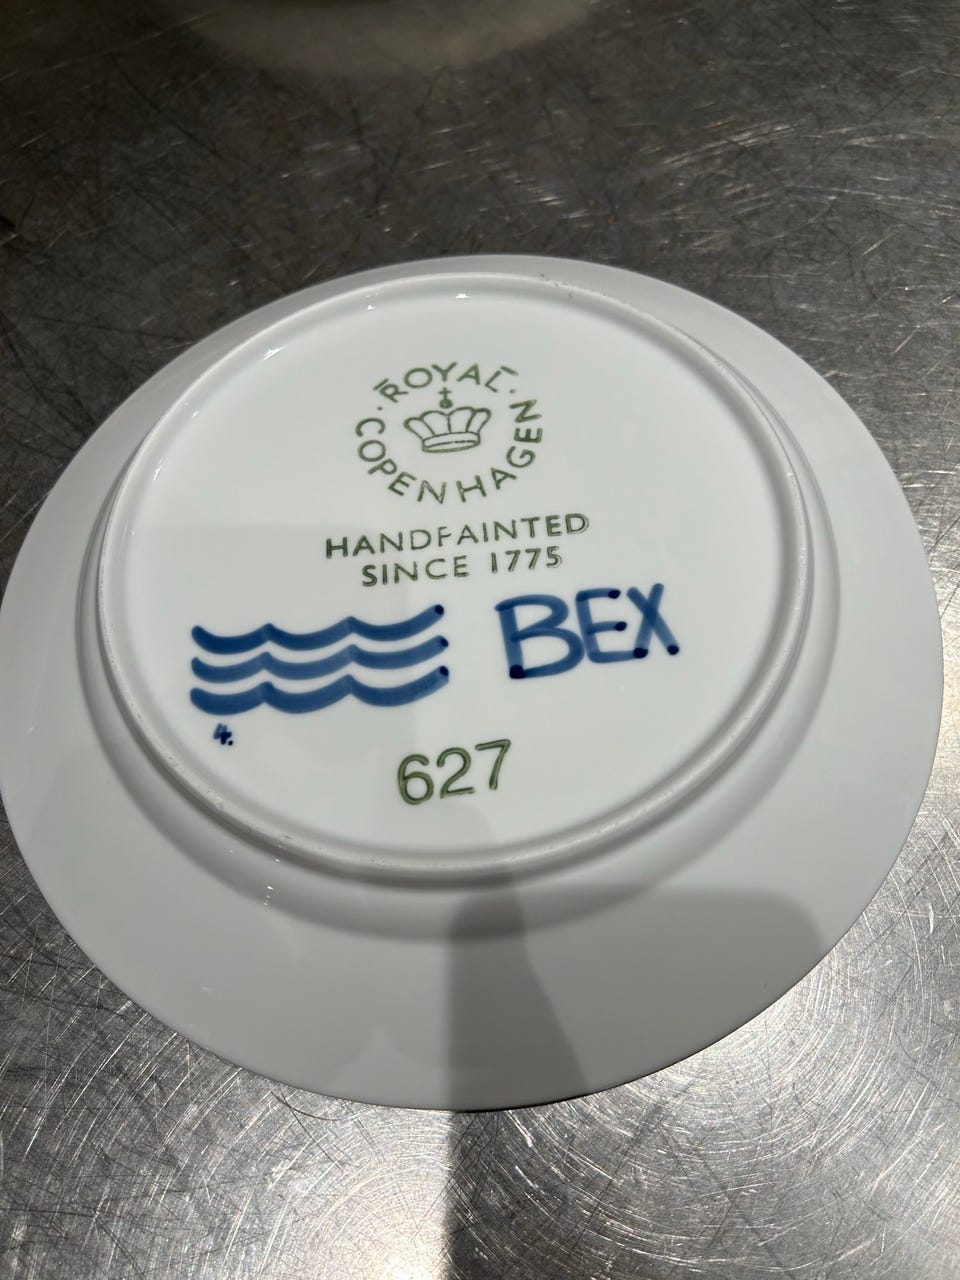 ROYAL COPENHAGEN
HANDPAINTED
SINCE 1775
BEX
4.
627